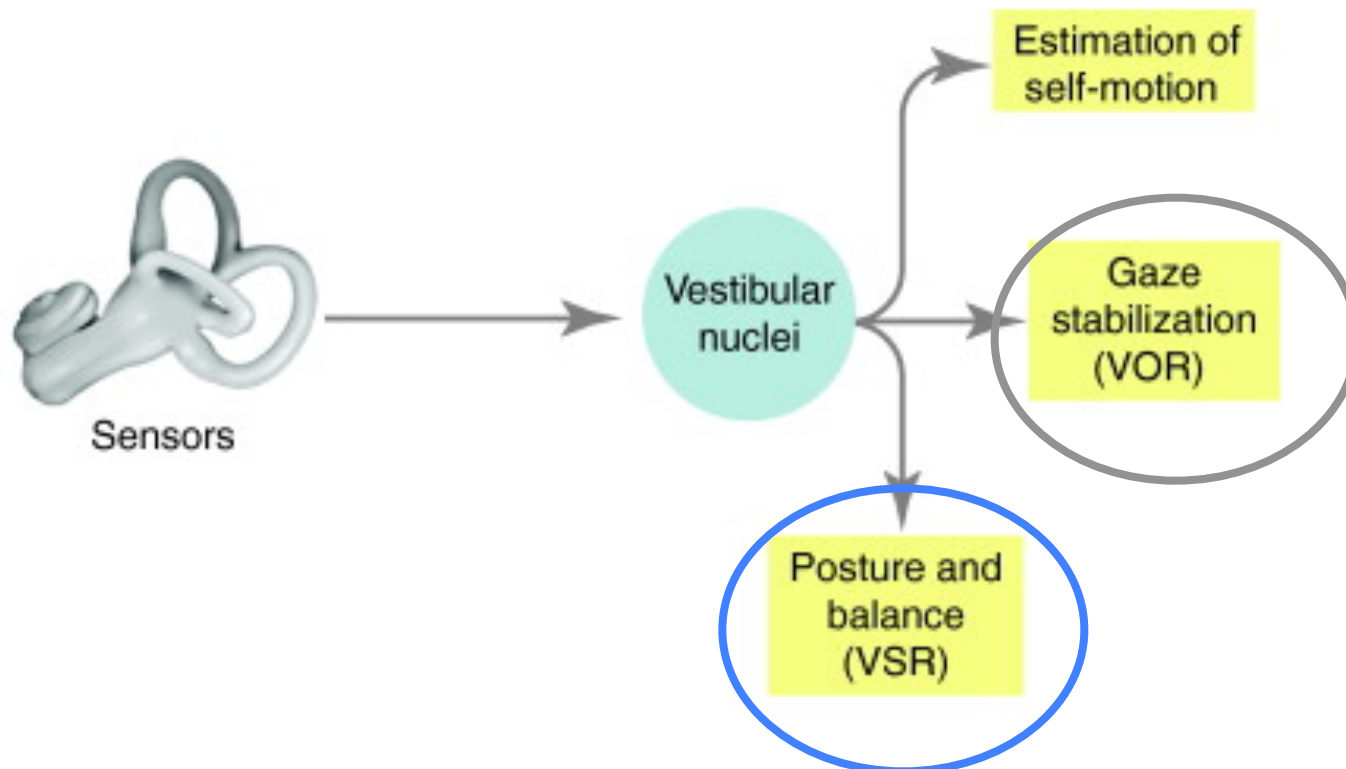 Estimation of
self-motion
Vestibular
nuclei
Gaze
stabilization
(VOR)
Sensors
Posture and
balance
(VSR)